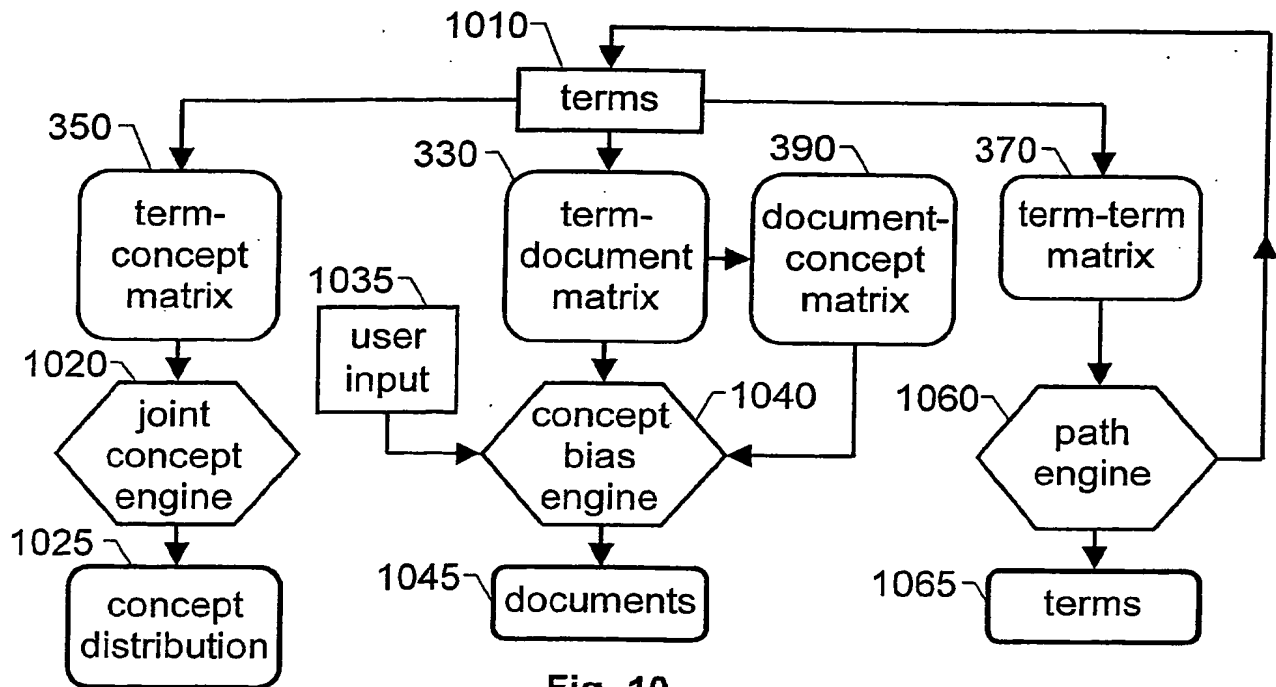 1010
terms
350
330
390
370
term-
concept
matrix
term-
document
matrix
document-
concept
matrix
term-term
matrix
1035
user
input
1020
joint
concept
engine
concept
bias
engine
1040
1060
path
engine
1025
concept
distribution
1045
documents
1065
terms
Fig. 10